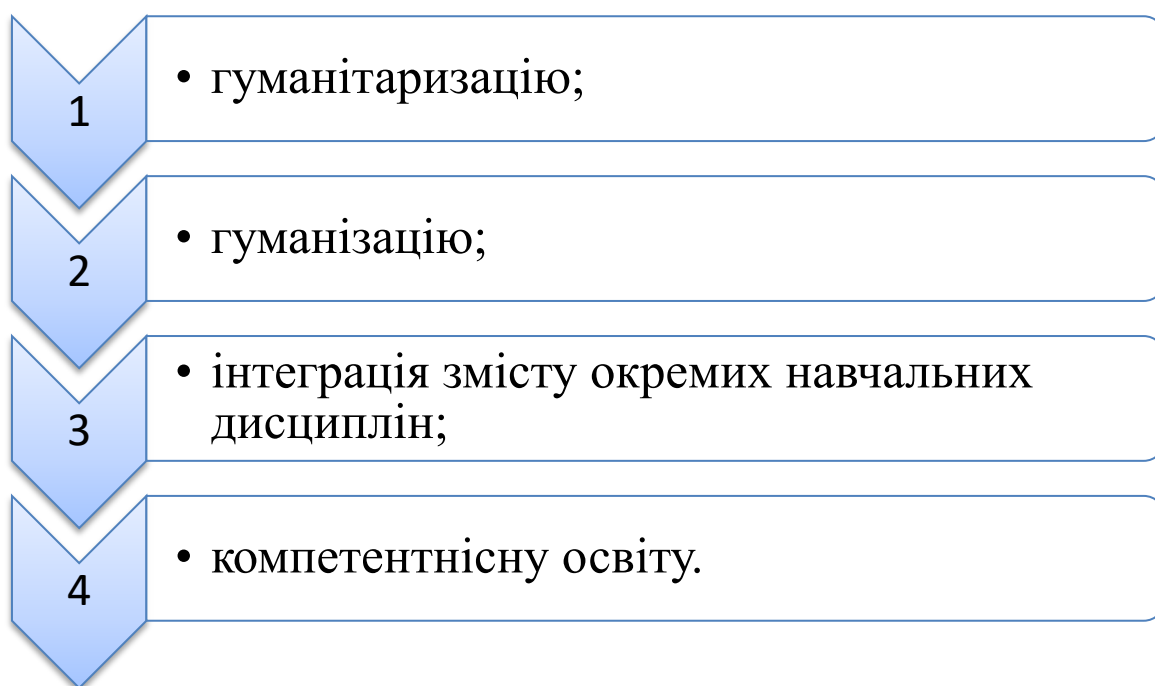 1
• гуманітаризацію;
2
• гуманізацію;
3
• інтеграція змісту окремих навчальних
дисциплін;
4
• компетентнісну освіту.